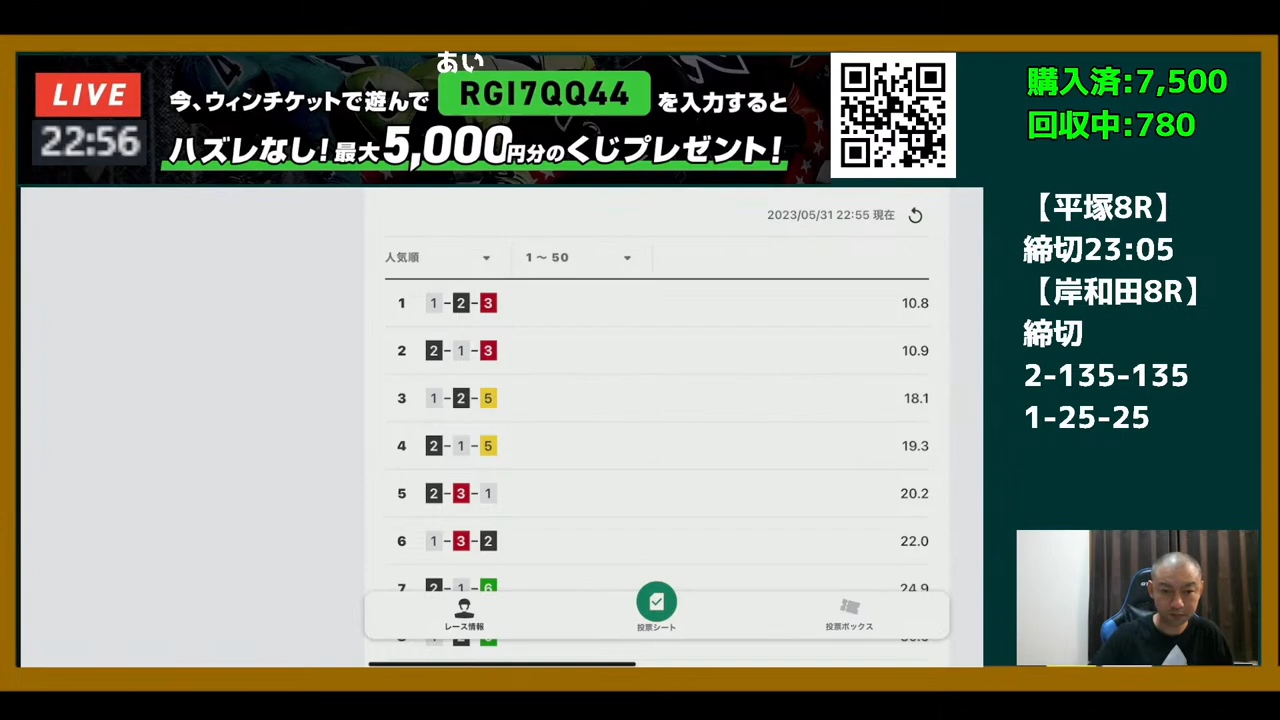 LIVE
22:56
あい
今、ウィンチケットで遊んで RGI7QQ44 を入力すると
ハズレなし!最大5,000円分のくじプレゼント!
購入済:7,500
回収中:780
【平塚8R】
締切23:05
【岸和田8R】
締切
2-135-135
1-25-25
2023/05/31 22:55 現在
人気順 1～50
1 1-2-3 10.8
2 2-1-3 10.9
3 1-2-5 18.1
4 2-1-5 19.3
5 2-3-1 20.2
6 1-3-2 22.0
7 2-1-6 24.9
レース情報 投票シート 投票ボックス